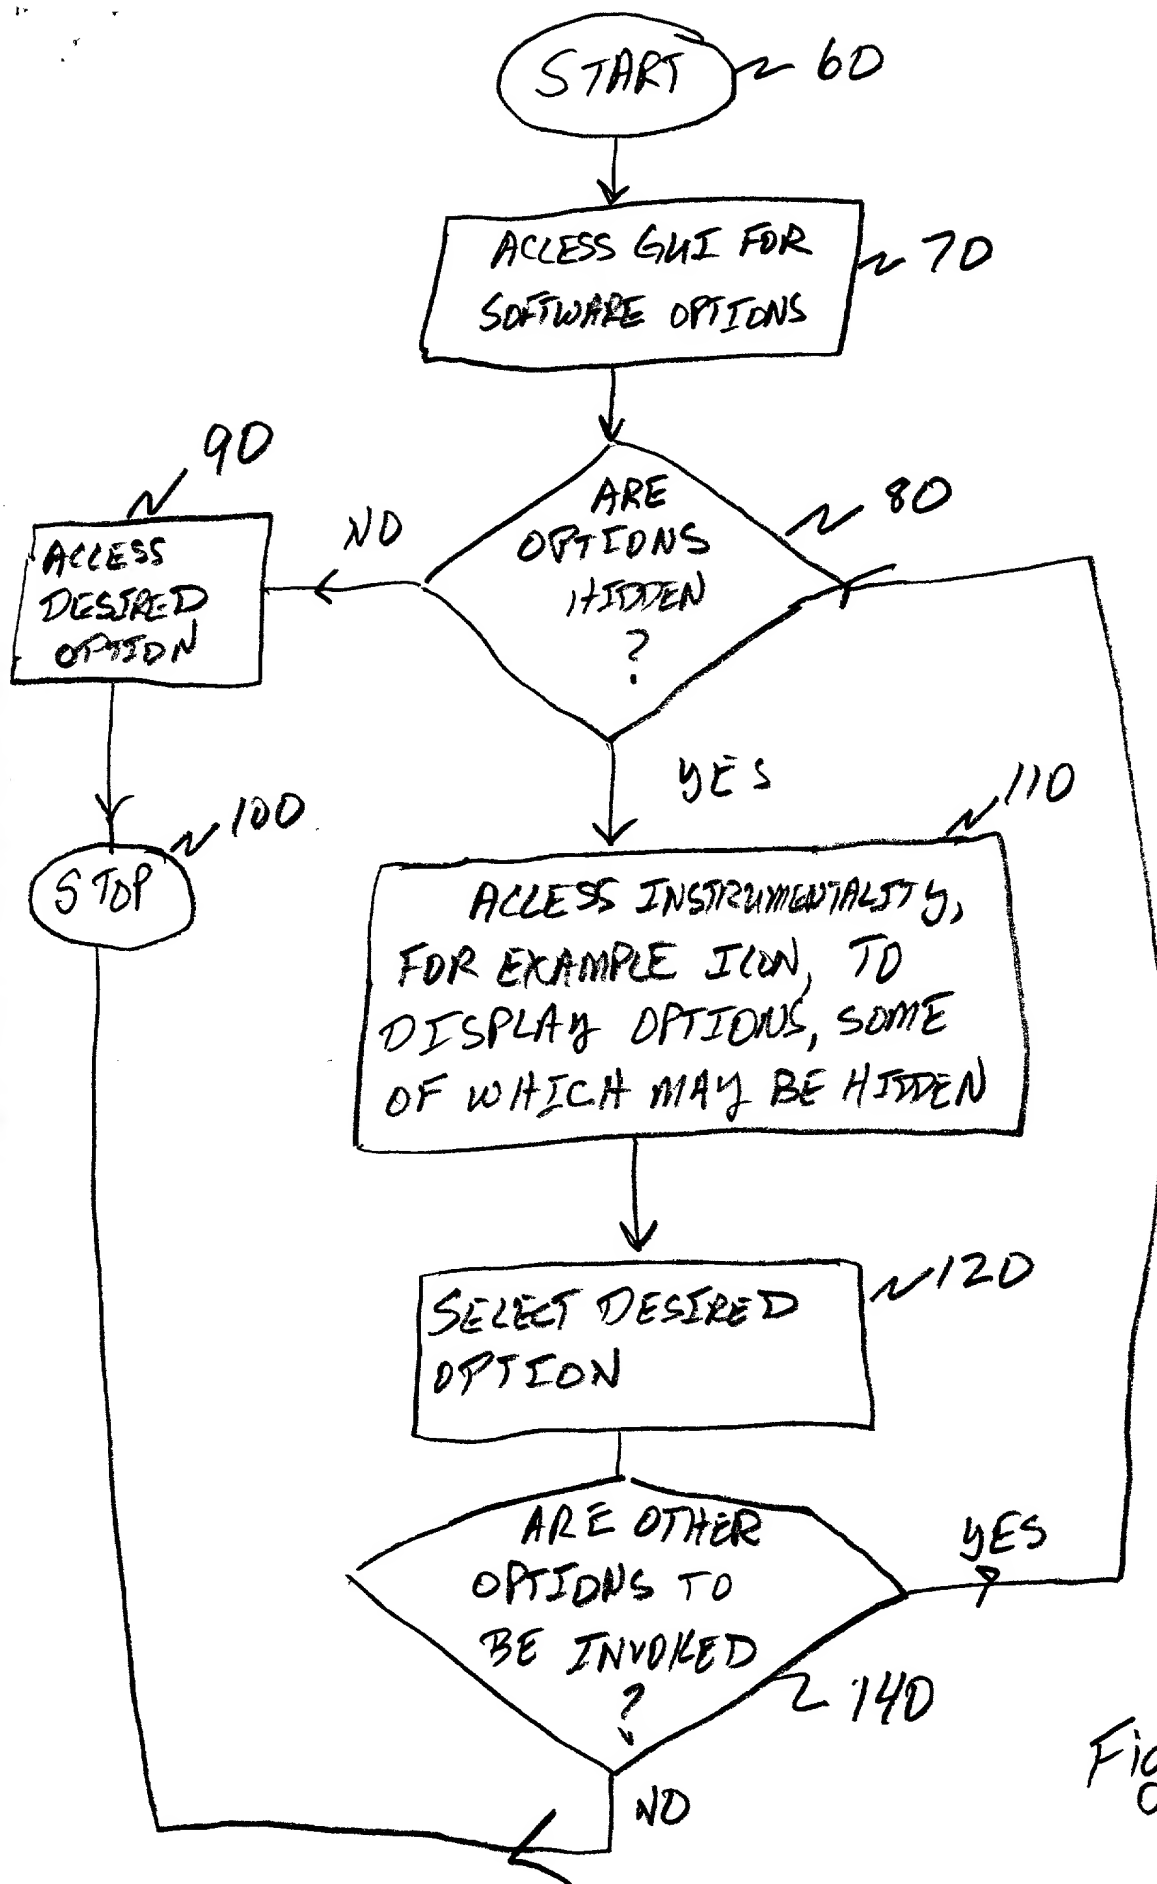 START
60
ACCESS GUI FOR
SOFTWARE OPTIONS
70
90
NO
ARE
OPTIONS
HIDDEN
?
80
ACCESS
DESIRED
OPTION
YES
100
STOP
110
ACCESS INSTRUMENTALITY,
FOR EXAMPLE ICON, TO
DISPLAY OPTIONS, SOME
OF WHICH MAY BE HIDDEN
120
SELECT DESIRED
OPTION
ARE OTHER
OPTIONS TO
BE INVOKED
?
YES
140
NO